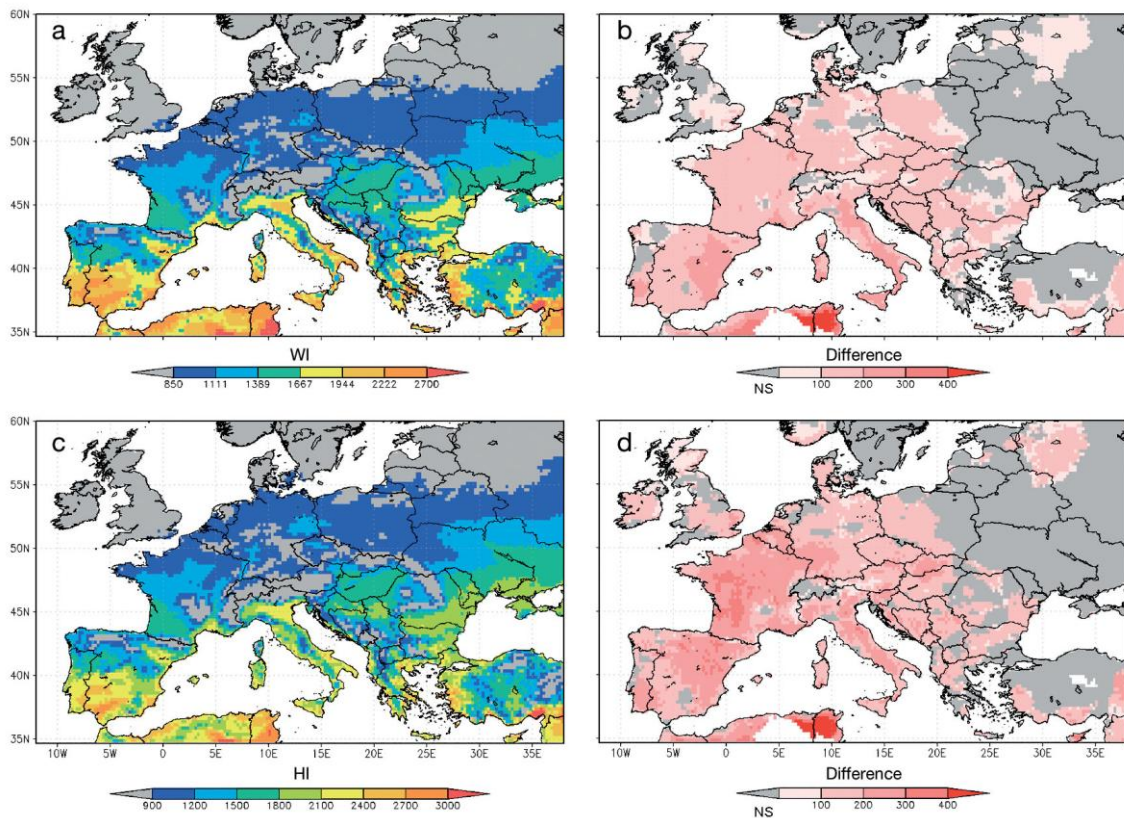 a
b
60N
55N
50N
45N
40N
35N
WI
850 1111 1389 1667 1944 2222 2700
Difference
NS 100 200 300 400
c
d
60N
55N
50N
45N
40N
35N
10W 5W 0 5E 10E 15E 20E 25E 30E 35E
10W 5W 0 5E 10E 15E 20E 25E 30E 35E
HI
900 1200 1500 1800 2100 2400 2700 3000
Difference
NS 100 200 300 400